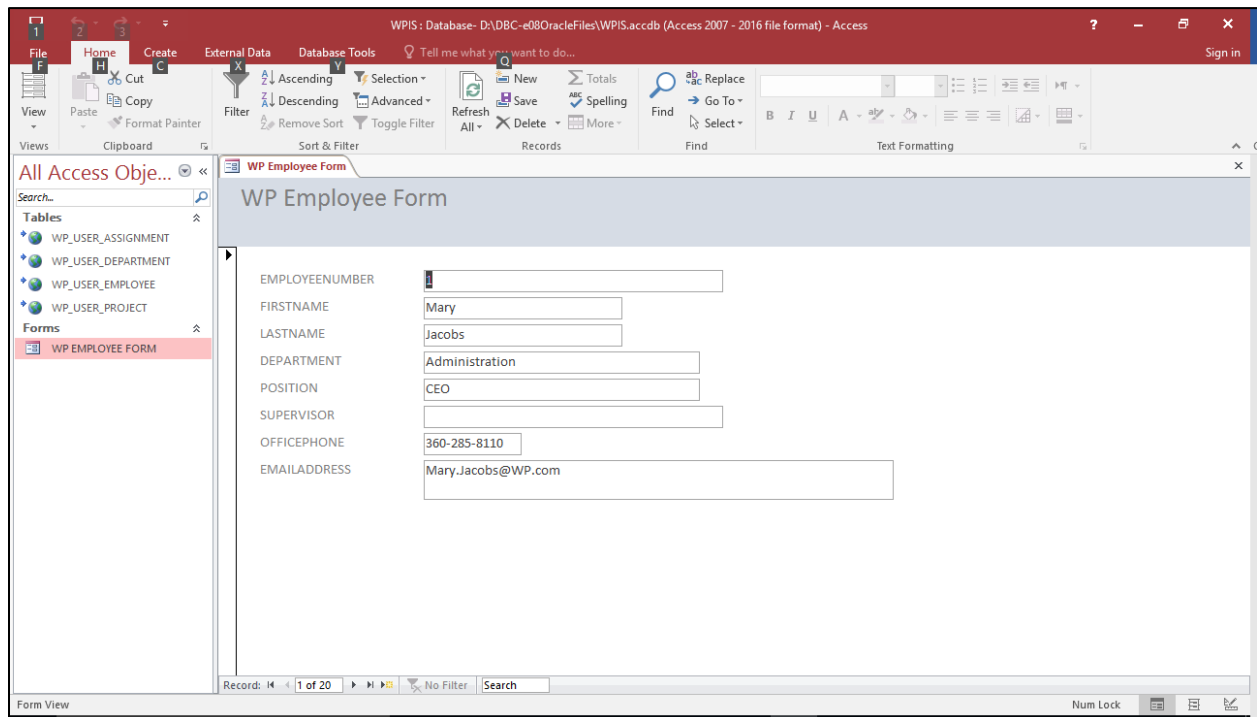 WPIS : Database- D:\DBC-e08OracleFiles\WPIS.accdb (Access 2007 - 2016 file format) - Access
?
1 2 3
File Home Create External Data Database Tools Tell me what you want to do... Sign in
F H C X Y Q
View
Views
Paste
Cut
Copy
Format Painter
Clipboard
Filter
Ascending
Descending
Remove Sort
Selection
Advanced
Toggle Filter
Sort & Filter
Refresh
All
New
Save
Delete
Totals
Spelling
More
Records
Find
Replace
Go To
Select
Find
B I U A
Text Formatting
All Access Obje...
Search...
Tables
WP_USER_ASSIGNMENT
WP_USER_DEPARTMENT
WP_USER_EMPLOYEE
WP_USER_PROJECT
Forms
WP EMPLOYEE FORM
WP Employee Form
WP Employee Form
EMPLOYEENUMBER 1
FIRSTNAME Mary
LASTNAME Jacobs
DEPARTMENT Administration
POSITION CEO
SUPERVISOR
OFFICEPHONE 360-285-8110
EMAILADDRESS Mary.Jacobs@WP.com
Record: 1 of 20 No Filter Search
Form View Num Lock